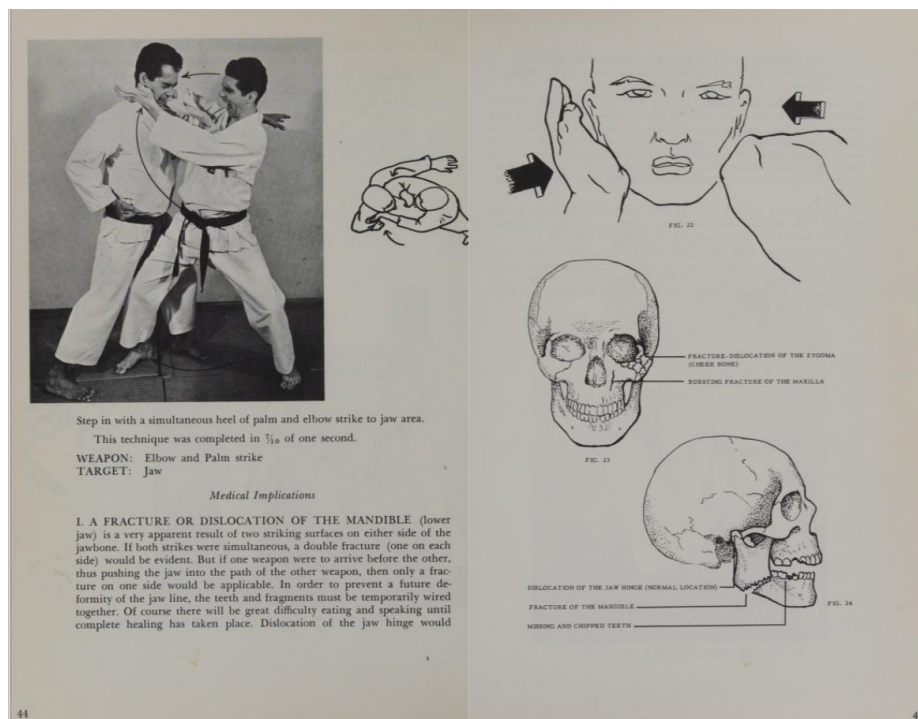 Step in with a simultaneous heel of palm and elbow strike to jaw area.
This technique was completed in 7/10 of one second.
WEAPON: Elbow and Palm strike
TARGET: Jaw
Medical Implications
I. A FRACTURE OR DISLOCATION OF THE MANDIBLE (lower
jaw) is a very apparent result of two striking surfaces on either side of the
jawbone. If both strikes were simultaneous, a double fracture (one on each
side) would be evident. But if one weapon were to arrive before the other,
thus pushing the jaw into the path of the other weapon, then only a frac-
ture on one side would be applicable. In order to prevent a future de-
formity of the jaw line, the teeth and fragments must be temporarily wired
together. Of course there will be great difficulty eating and speaking until
complete healing has taken place. Dislocation of the jaw hinge would
44
FIG. 22
FRACTURE-DISLOCATION OF THE ZYGOMA
(CHEEK BONE)
BURSTING FRACTURE OF THE MAXILLA
FIG. 23
DISLOCATION OF THE JAW HINGE (NORMAL LOCATION)
FRACTURE OF THE MANDIBLE
MISSING AND CHIPPED TEETH
FIG. 24